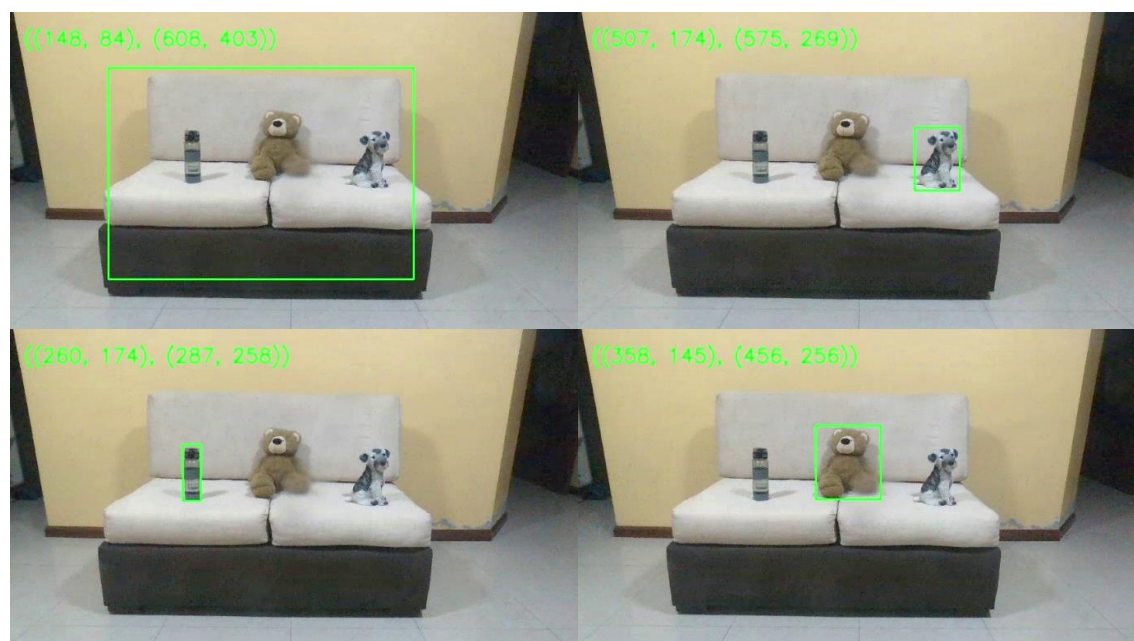 ((148, 84), (608, 403))
((507, 174), (575, 269))
((260, 174), (287, 258))
((358, 145), (456, 256))